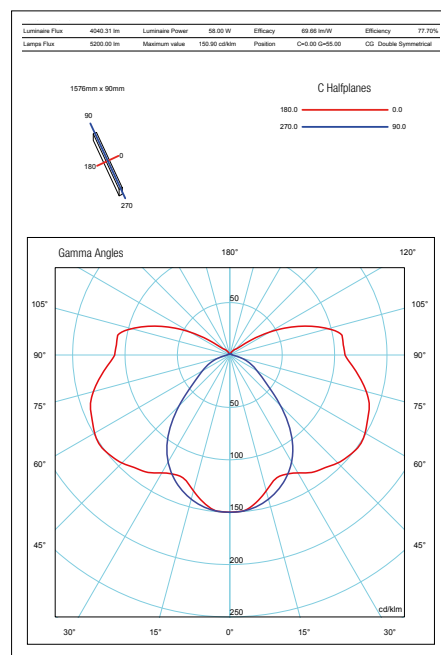 Luminaire Flux 4040.31 lm Luminaire Power 58.00 W Efficacy 69.66 lm/W Efficiency 77.70%
Lamps Flux 5200.00 lm Maximum value 150.90 cd/klm Position C=0.00 G=55.00 CG Double Symmetrical
1576mm x 90mm
C Halfplanes
180.0 0.0
270.0 90.0
90
0
180
270
Gamma Angles 180° 120°
105° 50 105°
90° 90°
50
75° 75°
100
60° 60°
150
45° 200 45°
250 cd/klm
30° 15° 0° 15° 30°